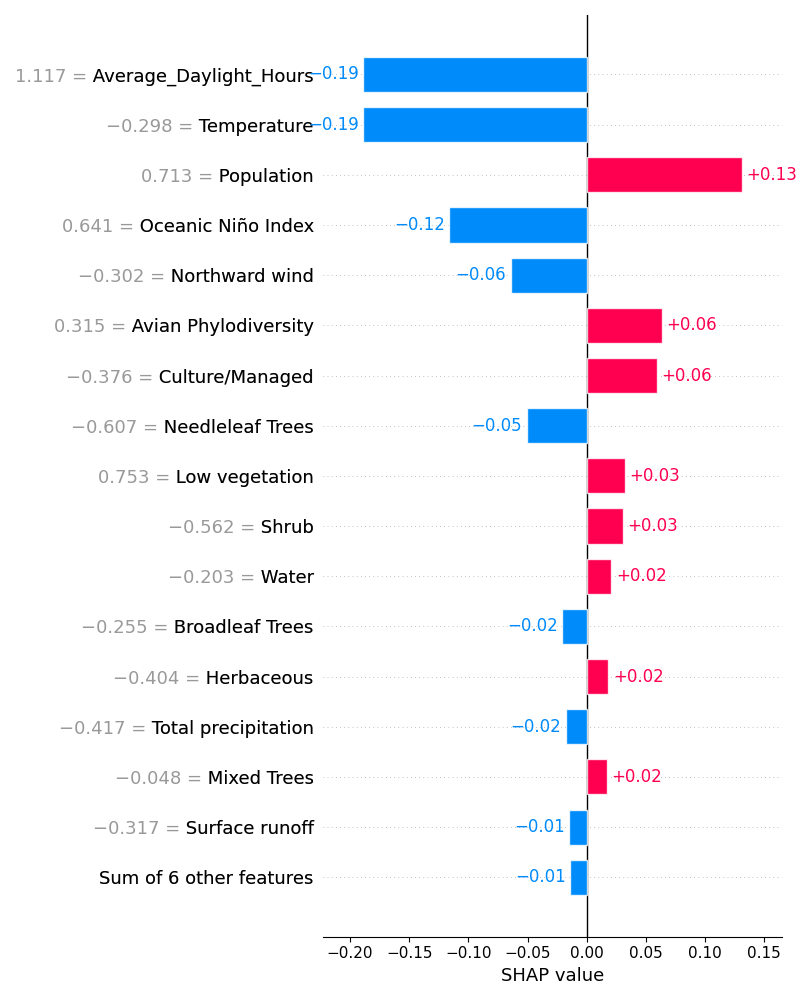 1.117 = Average_Daylight_Hours −0.19
−0.298 = Temperature −0.19
0.713 = Population +0.13
0.641 = Oceanic Niño Index −0.12
−0.302 = Northward wind −0.06
0.315 = Avian Phylodiversity +0.06
−0.376 = Culture/Managed +0.06
−0.607 = Needleleaf Trees −0.05
0.753 = Low vegetation +0.03
−0.562 = Shrub +0.03
−0.203 = Water +0.02
−0.255 = Broadleaf Trees −0.02
−0.404 = Herbaceous +0.02
−0.417 = Total precipitation −0.02
−0.048 = Mixed Trees +0.02
−0.317 = Surface runoff −0.01
Sum of 6 other features −0.01
−0.20 −0.15 −0.10 −0.05 0.00 0.05 0.10 0.15
SHAP value